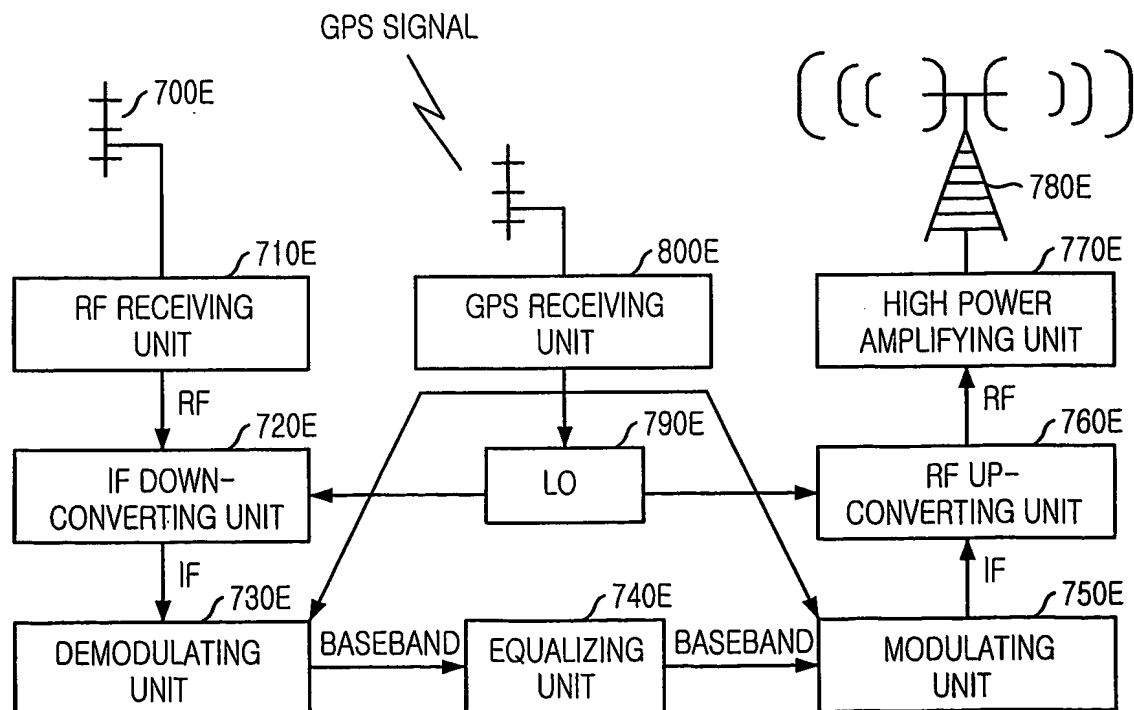 GPS SIGNAL
700E
780E
710E
RF RECEIVING
UNIT
800E
GPS RECEIVING
UNIT
770E
HIGH POWER
AMPLIFYING UNIT
RF
RF
720E
IF DOWN-
CONVERTING UNIT
790E
LO
760E
RF UP-
CONVERTING UNIT
IF
IF
730E
DEMODULATING
UNIT
BASEBAND
740E
EQUALIZING
UNIT
BASEBAND
750E
MODULATING
UNIT